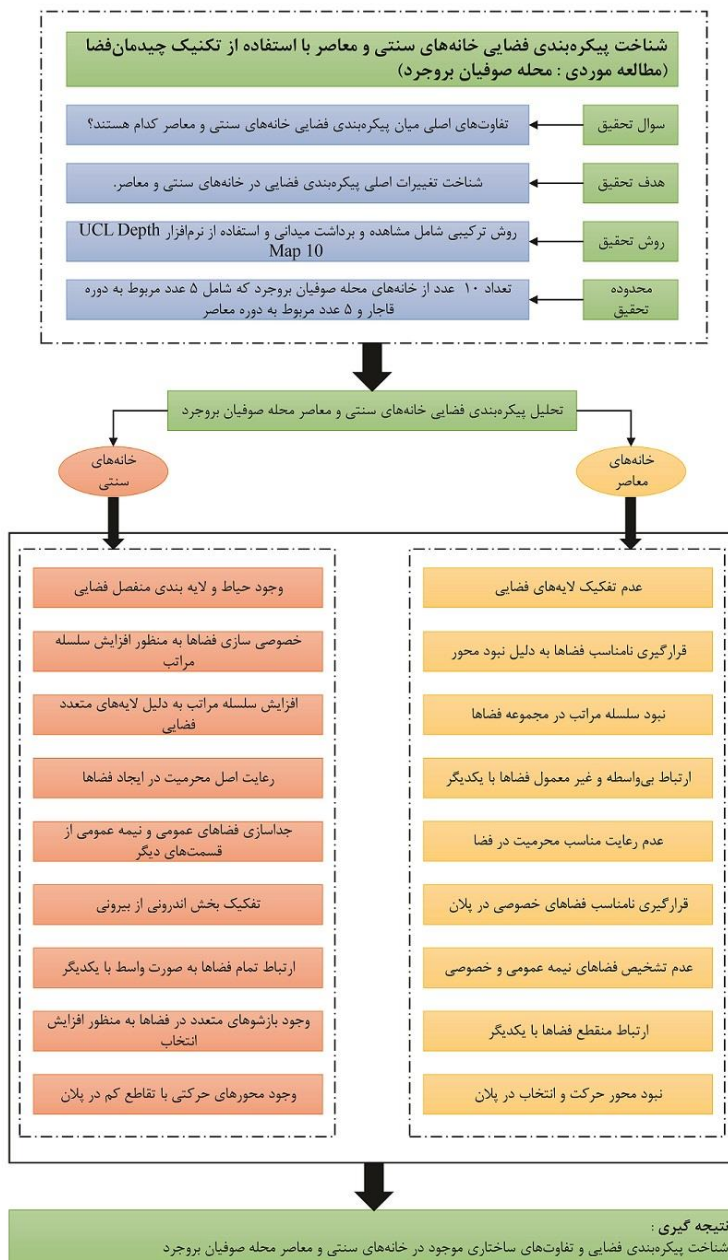 شناخت پیکره‌بندی فضایی خانه‌های سنتی و معاصر با استفاده از تکنیک چیدمان‌فضا
(مطالعه موردی : محله صوفیان بروجرد)
سوال تحقیق
تفاوت‌های اصلی میان پیکره‌بندی فضایی خانه‌های سنتی و معاصر کدام هستند؟
هدف تحقیق
شناخت تغییرات اصلی پیکره‌بندی فضایی در خانه‌های سنتی و معاصر.
روش تحقیق
روش ترکیبی شامل مشاهده و برداشت میدانی و استفاده از نرم‌افزار UCL Depth
Map 10
محدوده
تحقیق
تعداد ۱۰ عدد از خانه‌های محله صوفیان بروجرد که شامل ۵ عدد مربوط به دوره
قاجار و ۵ عدد مربوط به دوره معاصر
تحلیل پیکره‌بندی فضایی خانه‌های سنتی و معاصر محله صوفیان بروجرد
خانه‌های
معاصر
عدم تفکیک لایه‌های فضایی
قرارگیری نامناسب فضاها به دلیل نبود محور
نبود سلسله مراتب در مجموعه فضاها
ارتباط بی‌واسطه و غیر معمول فضاها با یکدیگر
عدم رعایت مناسب محرمیت در فضا
قرارگیری نامناسب فضاهای خصوصی در پلان
عدم تشخیص فضاهای نیمه عمومی و خصوصی
ارتباط منقطع فضاها با یکدیگر
نبود محور حرکت و انتخاب در پلان
خانه‌های
سنتی
وجود حیاط و لایه بندی منفصل فضایی
خصوصی سازی فضاها به منظور افزایش سلسله
مراتب
افزایش سلسله مراتب به دلیل لایه‌های متعدد
فضایی
رعایت اصل محرمیت در ایجاد فضاها
جداسازی فضاهای عمومی و نیمه عمومی از
قسمت‌های دیگر
تفکیک بخش اندرونی از بیرونی
ارتباط تمام فضاها به صورت واسط با یکدیگر
وجود بازشوهای متعدد در فضاها به منظور افزایش
انتخاب
وجود محورهای حرکتی با تقاطع کم در پلان
نتیجه گیری :
شناخت پیکره‌بندی فضایی و تفاوت‌های ساختاری موجود در خانه‌های سنتی و معاصر محله صوفیان بروجرد